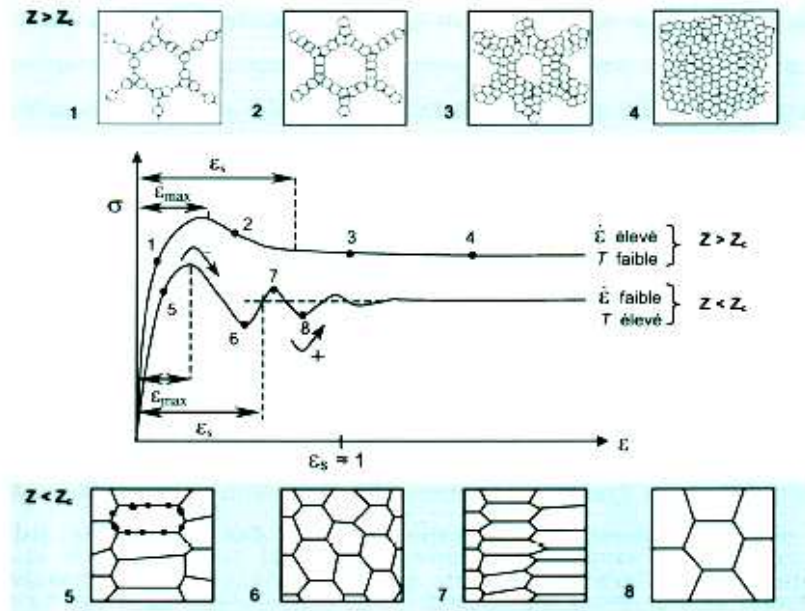 Z > Zc
1
2
3
4
εs
εmax
σ
1
2
3
4
ε̇ élevé
T faible
Z > Zc
−
5
6
7
8
+
ε̇ faible
T élevé
Z < Zc
εmax
εs
εs ≈ 1
ε
Z < Zc
5
6
7
8